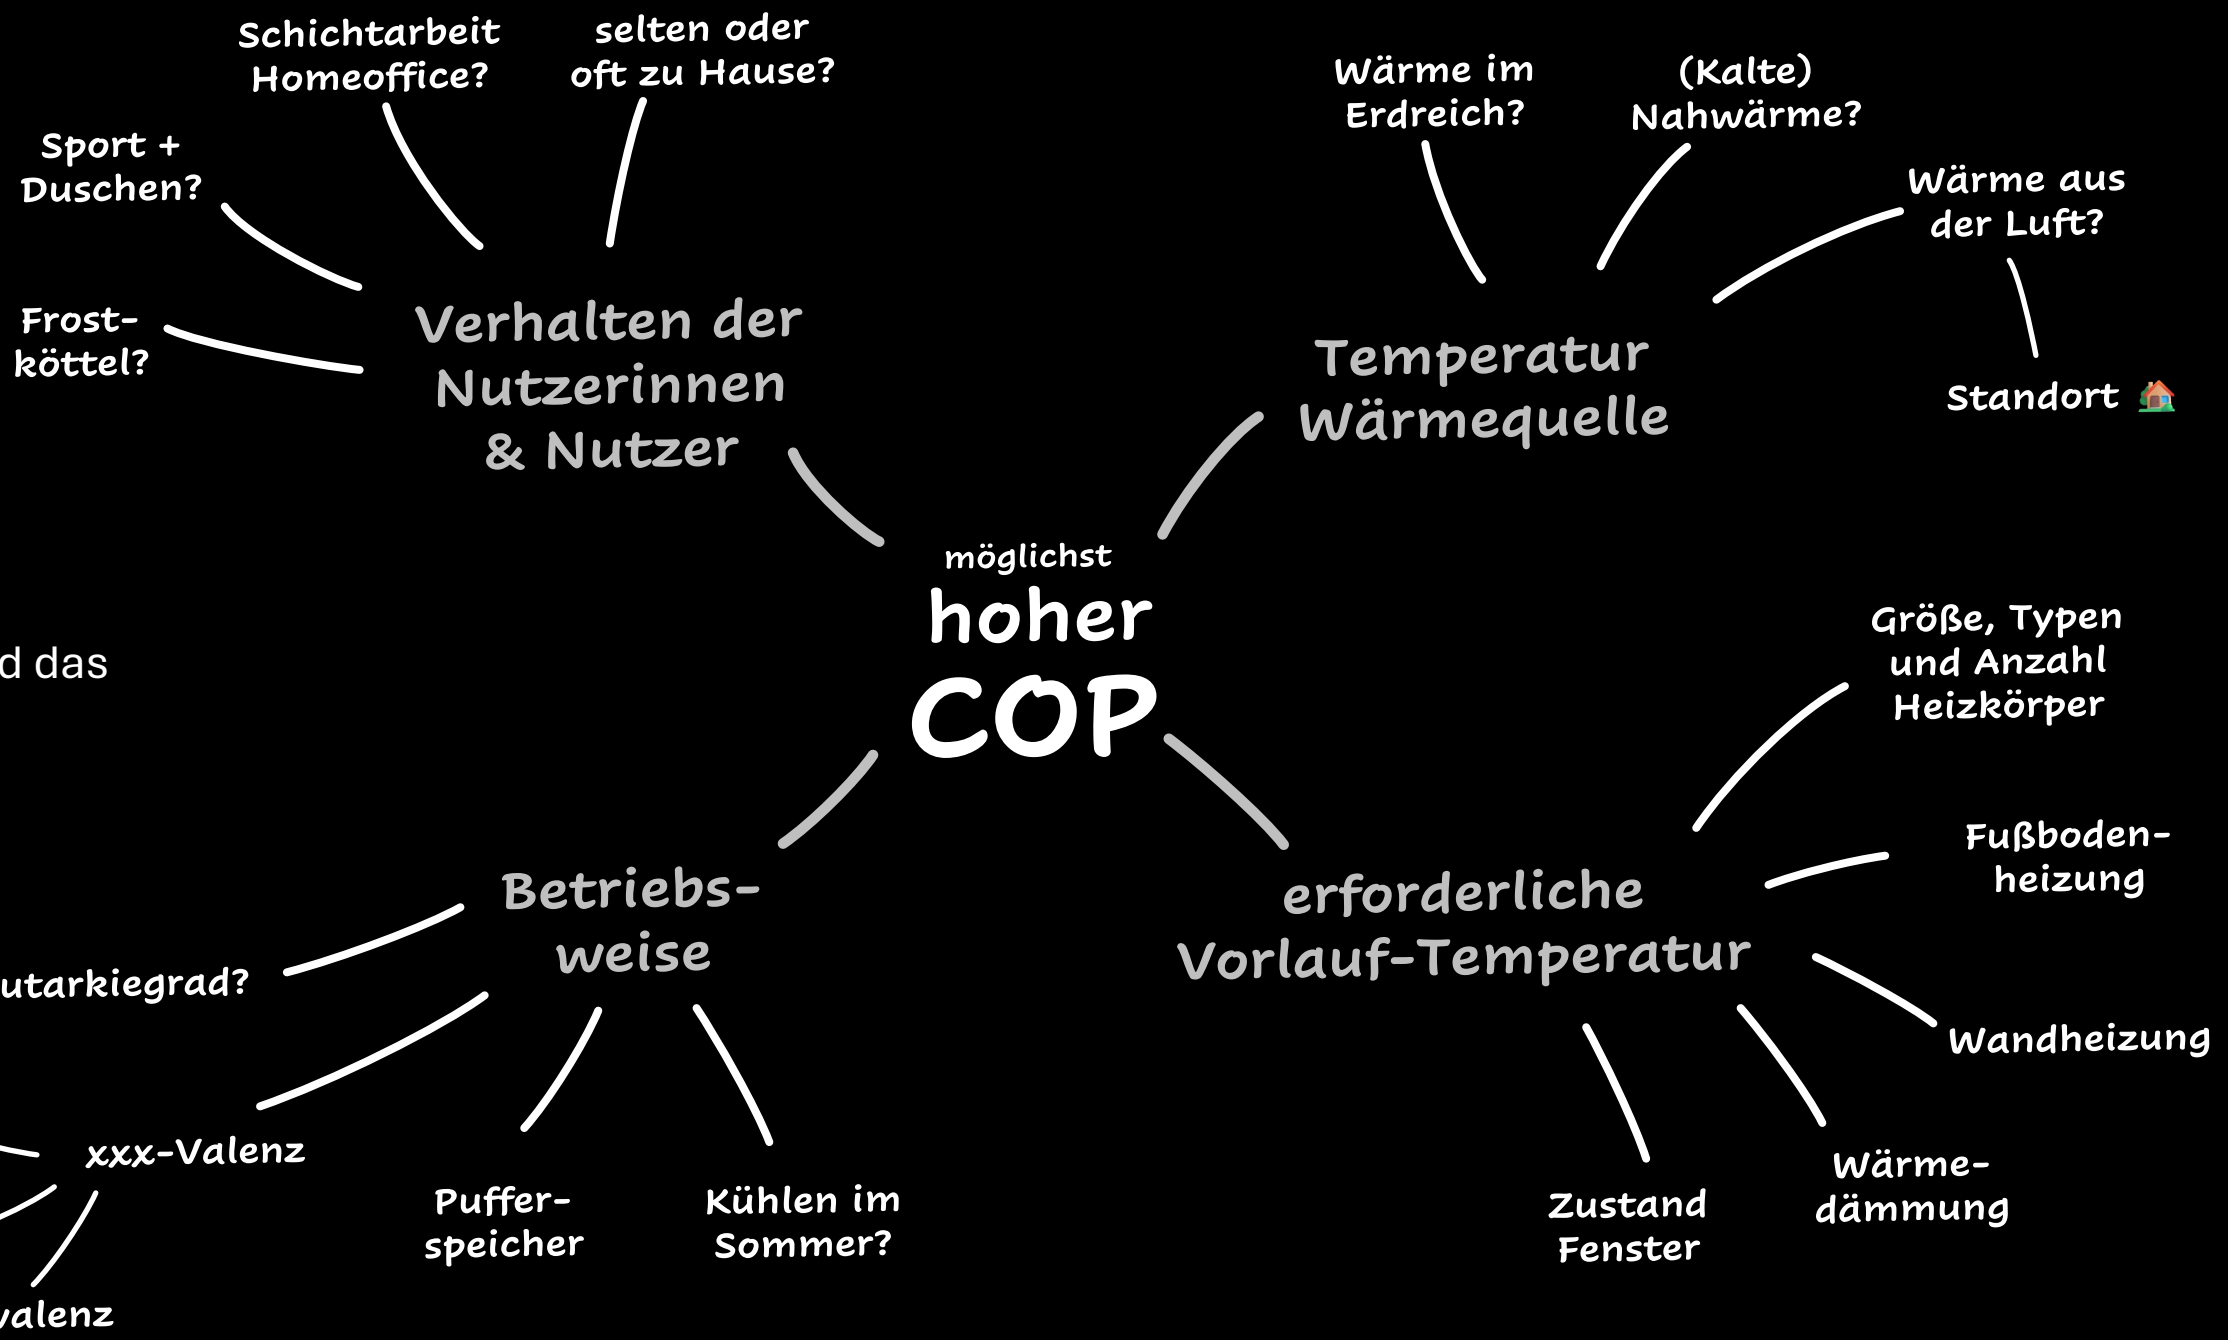 Schichtarbeit
Homeoffice?
selten oder
oft zu Hause?
Sport +
Duschen?
Frost-
köttel?
Verhalten der
Nutzerinnen
& Nutzer
Wärme im
Erdreich?
(Kalte)
Nahwärme?
Wärme aus
der Luft?
Standort
Temperatur
Wärmequelle
möglichst
hoher
COP
d das
Betriebs-
weise
utarkiegrad?
xxx-Valenz
valenz
Puffer-
speicher
Kühlen im
Sommer?
erforderliche
Vorlauf-Temperatur
Größe, Typen
und Anzahl
Heizkörper
Fußboden-
heizung
Wandheizung
Wärme-
dämmung
Zustand
Fenster